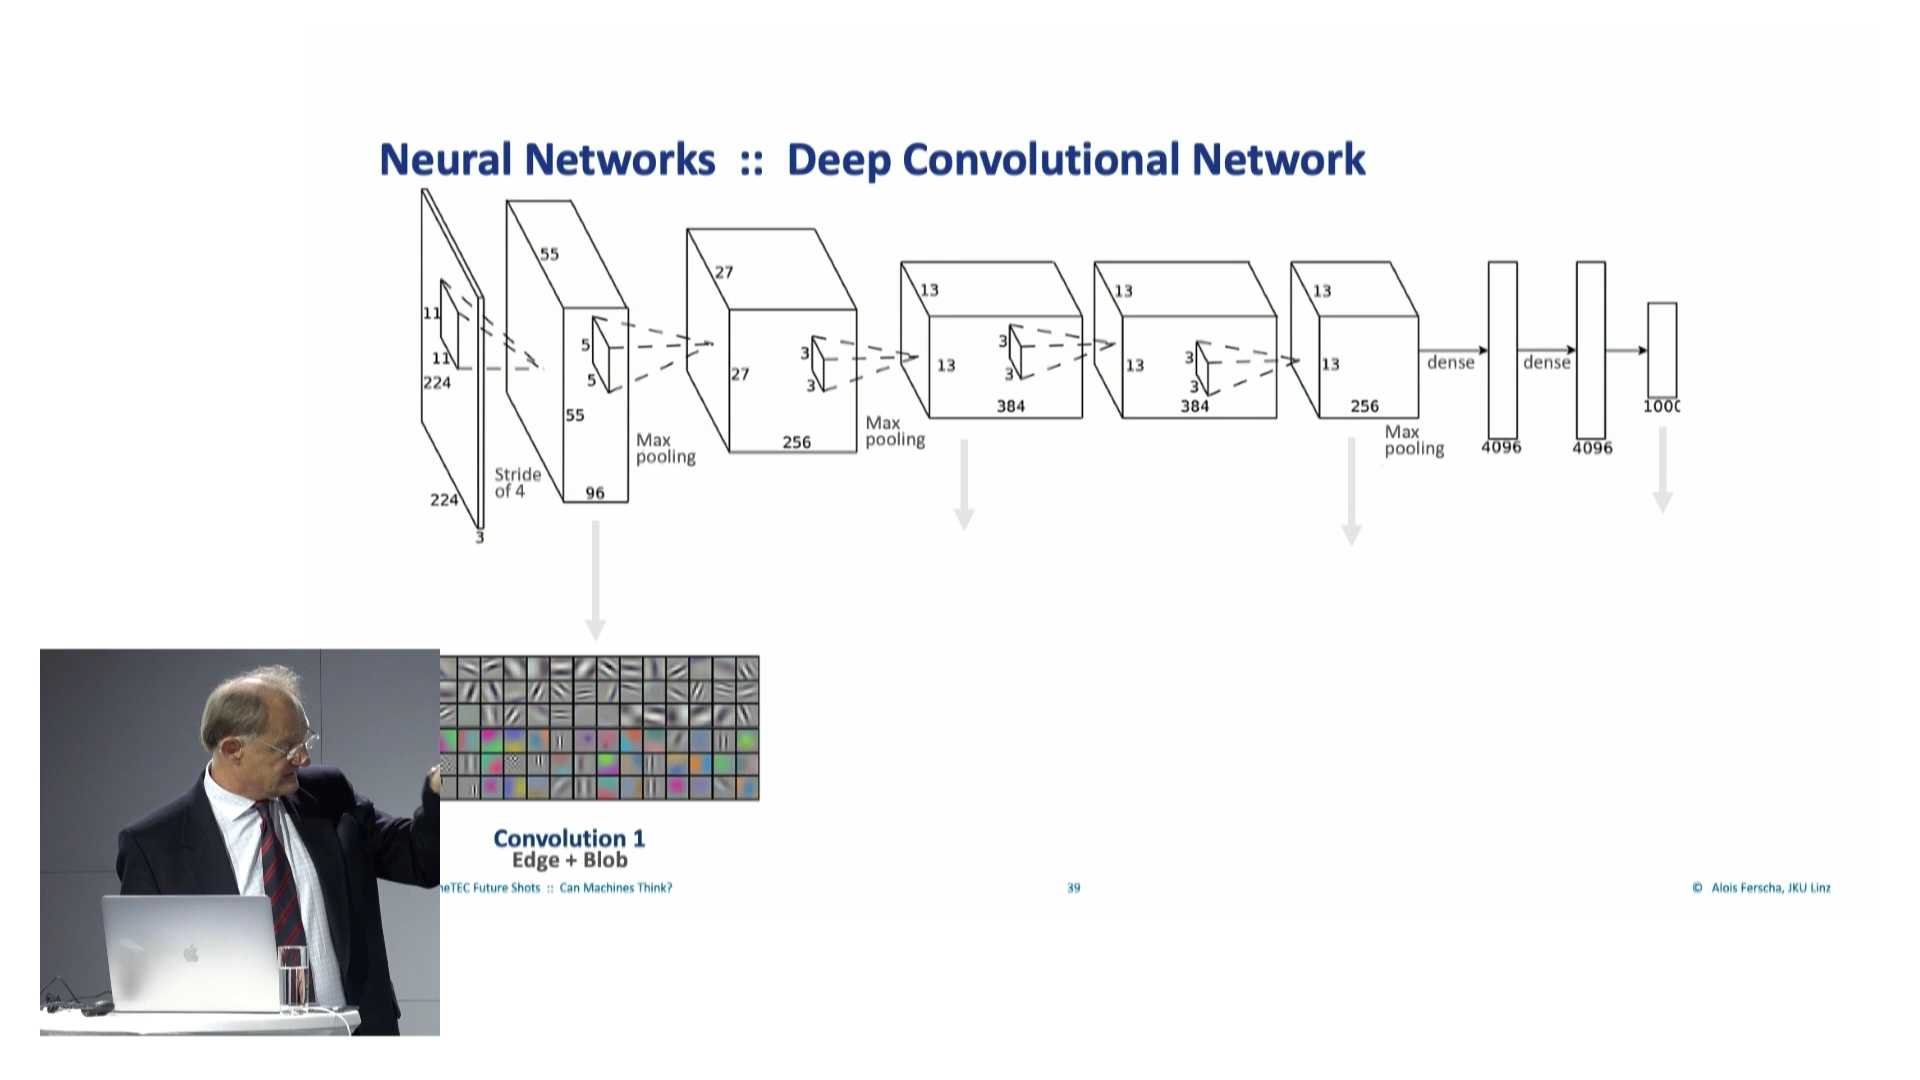 Neural Networks :: Deep Convolutional Network
11
11
224
224
3
Stride
of 4
55
5
5
55
96
Max
pooling
27
3
3
27
256
Max
pooling
13
3
3
13
384
13
3
3
13
384
13
13
256
Max
pooling
dense
4096
dense
4096
1000
Convolution 1
Edge + Blob
neTEC Future Shots :: Can Machines Think?
39
© Alois Ferscha, JKU Linz